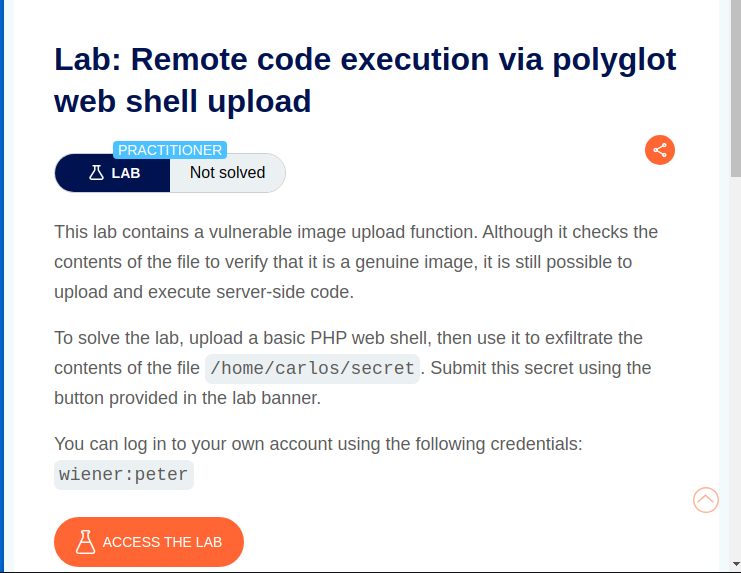 Lab: Remote code execution via polyglot
web shell upload
PRACTITIONER
LAB
Not solved
This lab contains a vulnerable image upload function. Although it checks the
contents of the file to verify that it is a genuine image, it is still possible to
upload and execute server-side code.
To solve the lab, upload a basic PHP web shell, then use it to exfiltrate the
contents of the file /home/carlos/secret. Submit this secret using the
button provided in the lab banner.
You can log in to your own account using the following credentials:
wiener:peter
ACCESS THE LAB